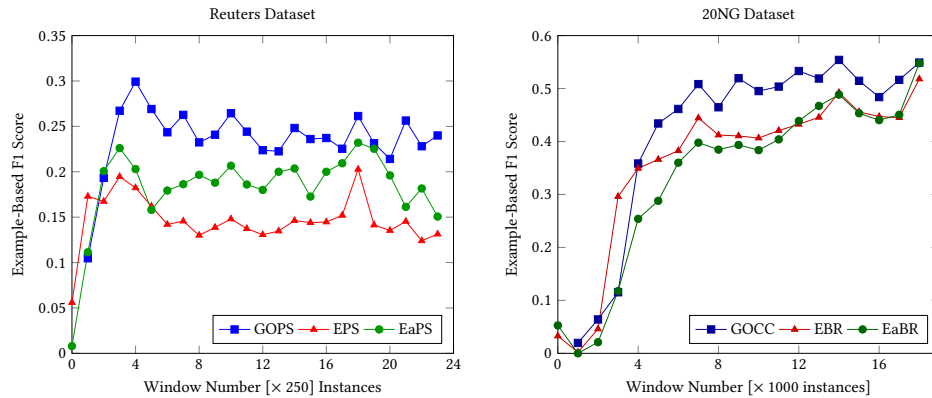 Reuters Dataset
Example-Based F1 Score
0.35
0.3
0.25
0.2
0.15
0.1
0.05
0
0 4 8 12 16 20 24
GOPS EPS EaPS
Window Number [× 250] Instances
20NG Dataset
Example-Based F1 Score
0.6
0.5
0.4
0.3
0.2
0.1
0
0 4 8 12 16
GOCC EBR EaBR
Window Number [× 1000 instances]